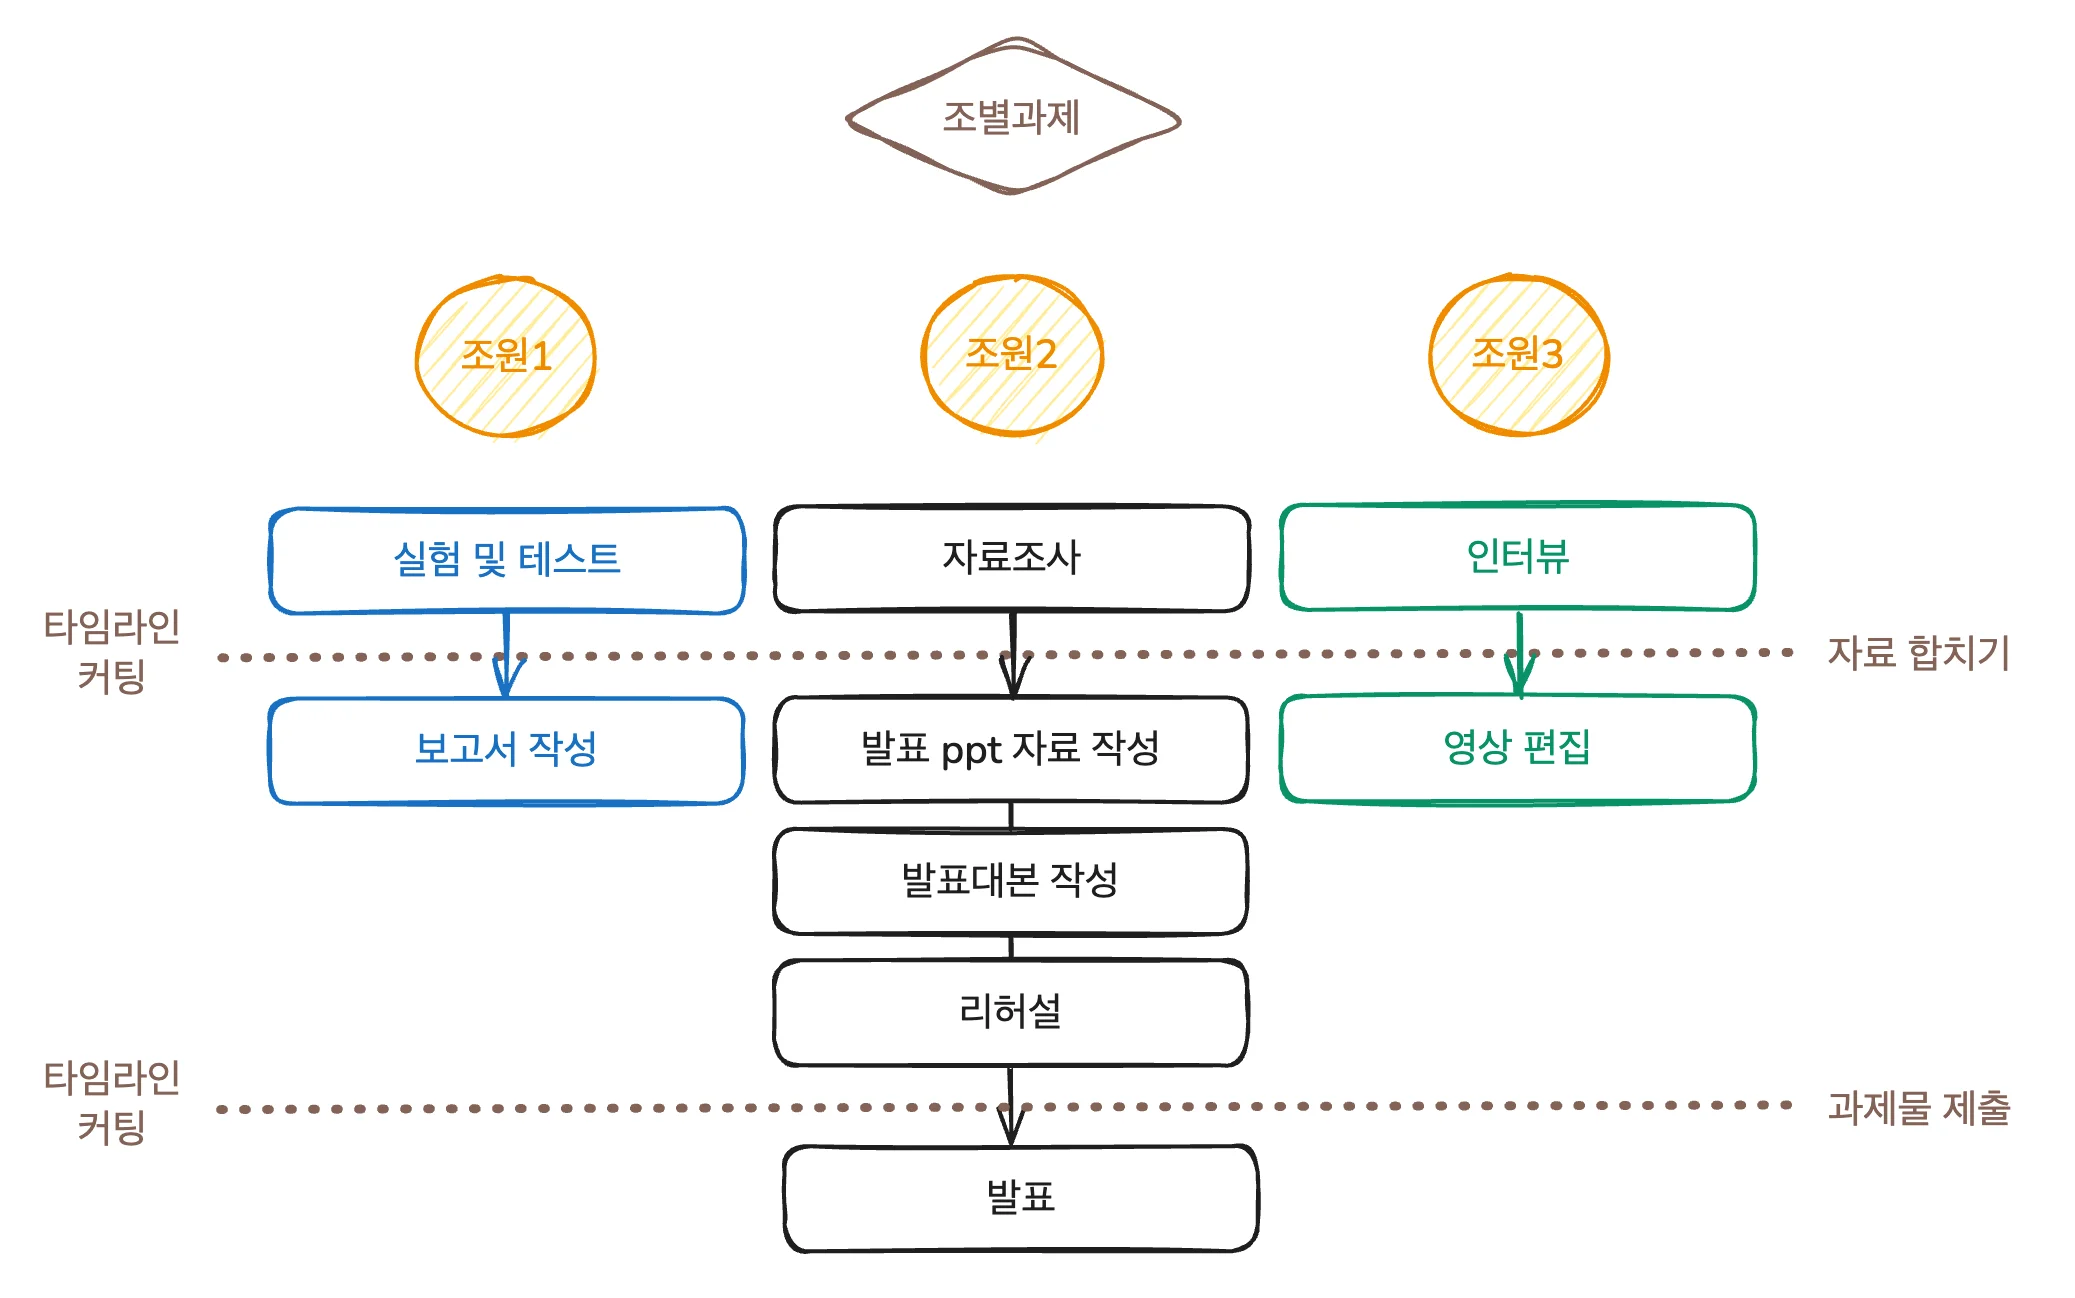 조별과제
조원1
조원2
조원3
실험 및 테스트
자료조사
인터뷰
타임라인
커팅
자료 합치기
보고서 작성
발표 ppt 자료 작성
영상 편집
발표대본 작성
리허설
타임라인
커팅
과제물 제출
발표